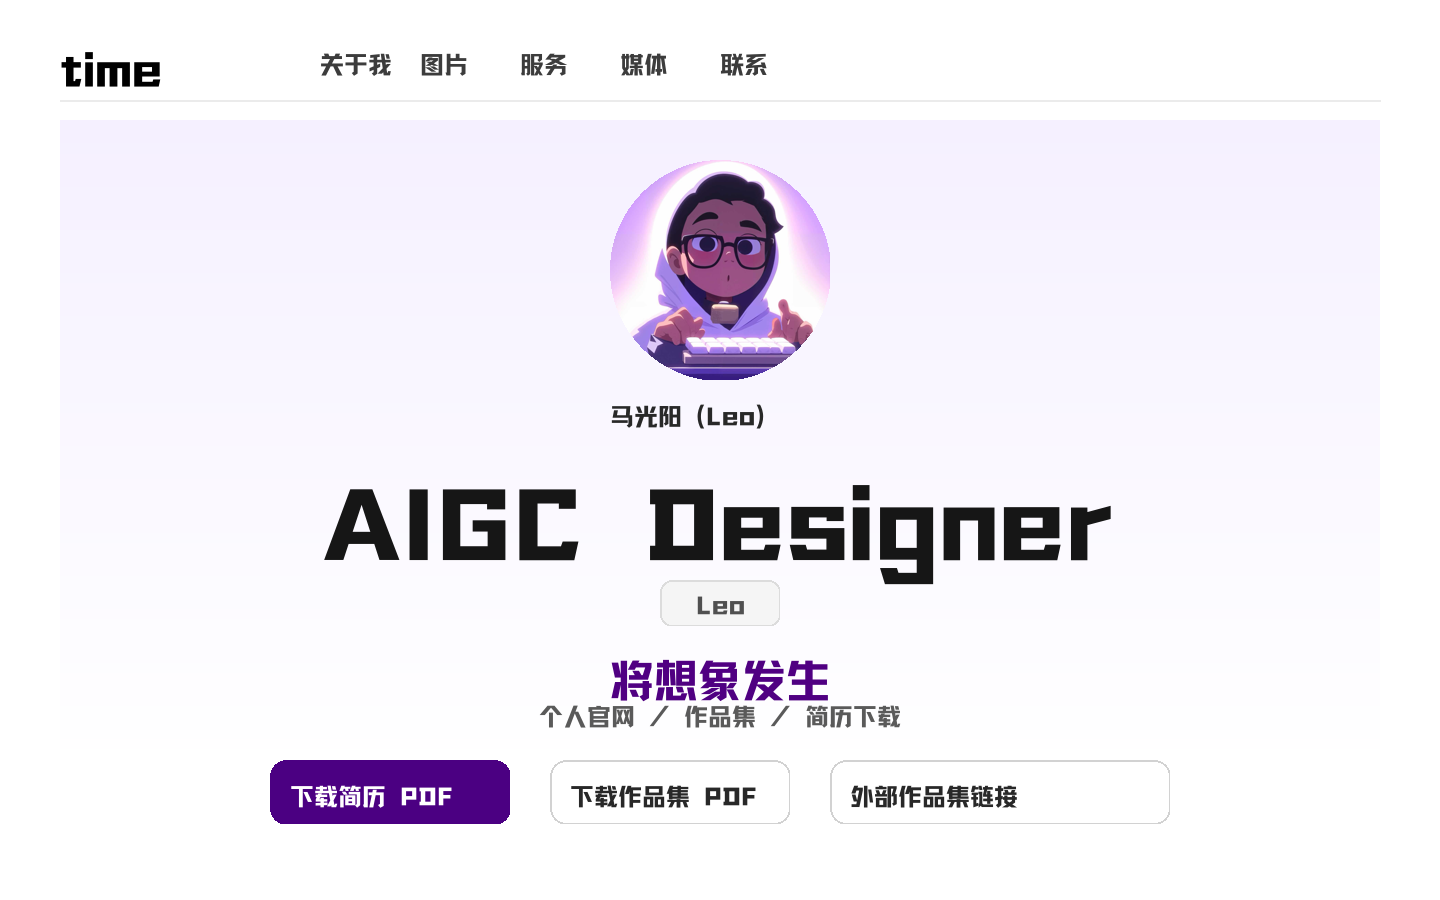 time
关于我 图片 服务 媒体 联系
马光阳（Leo）
AIGC Designer
Leo
将想象发生
个人官网 / 作品集 / 简历下载
下载简历 PDF
下载作品集 PDF
外部作品集链接